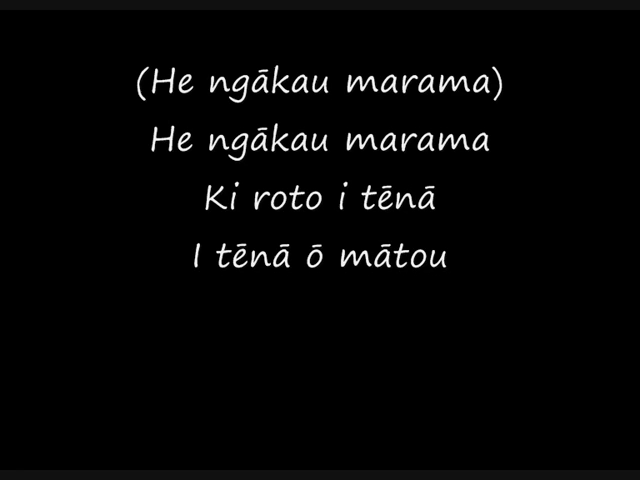 (He ngākau marama)
He ngākau marama
Ki roto i tēnā
I tēnā ō mātou